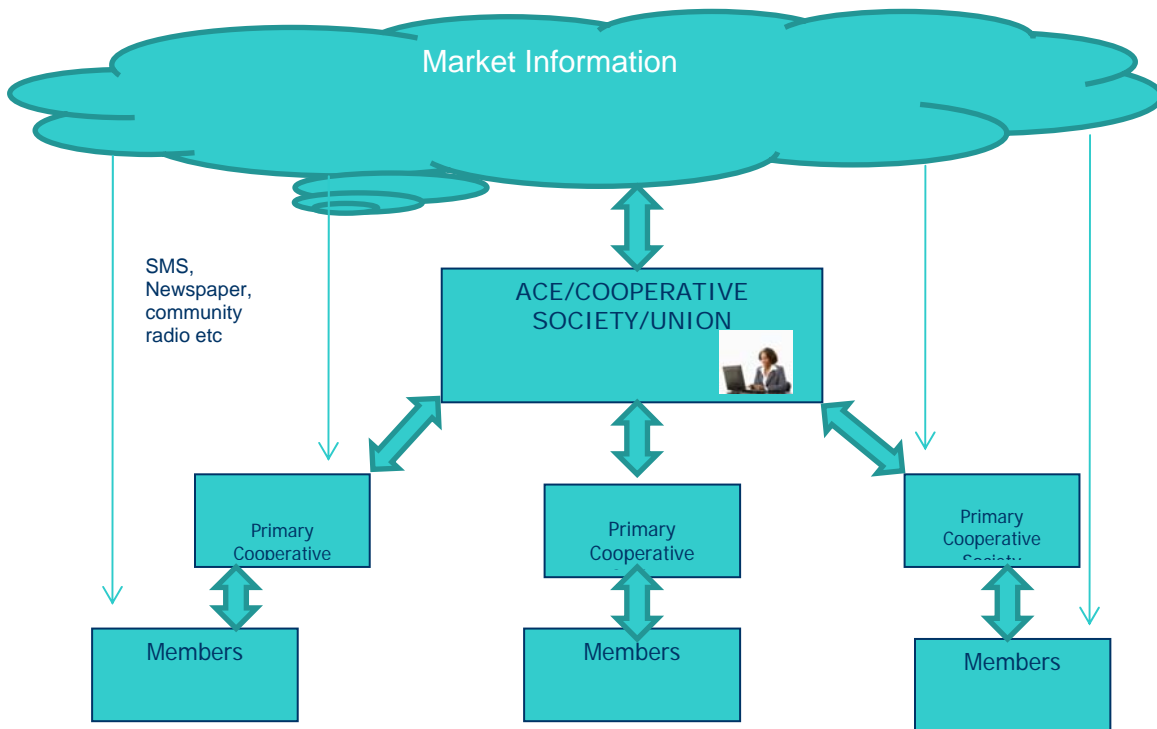 Market Information
SMS,
Newspaper,
community
radio etc
ACE/COOPERATIVE
SOCIETY/UNION
Primary
Cooperative
Primary
Cooperative
Primary
Cooperative
Society
Members
Members
Members